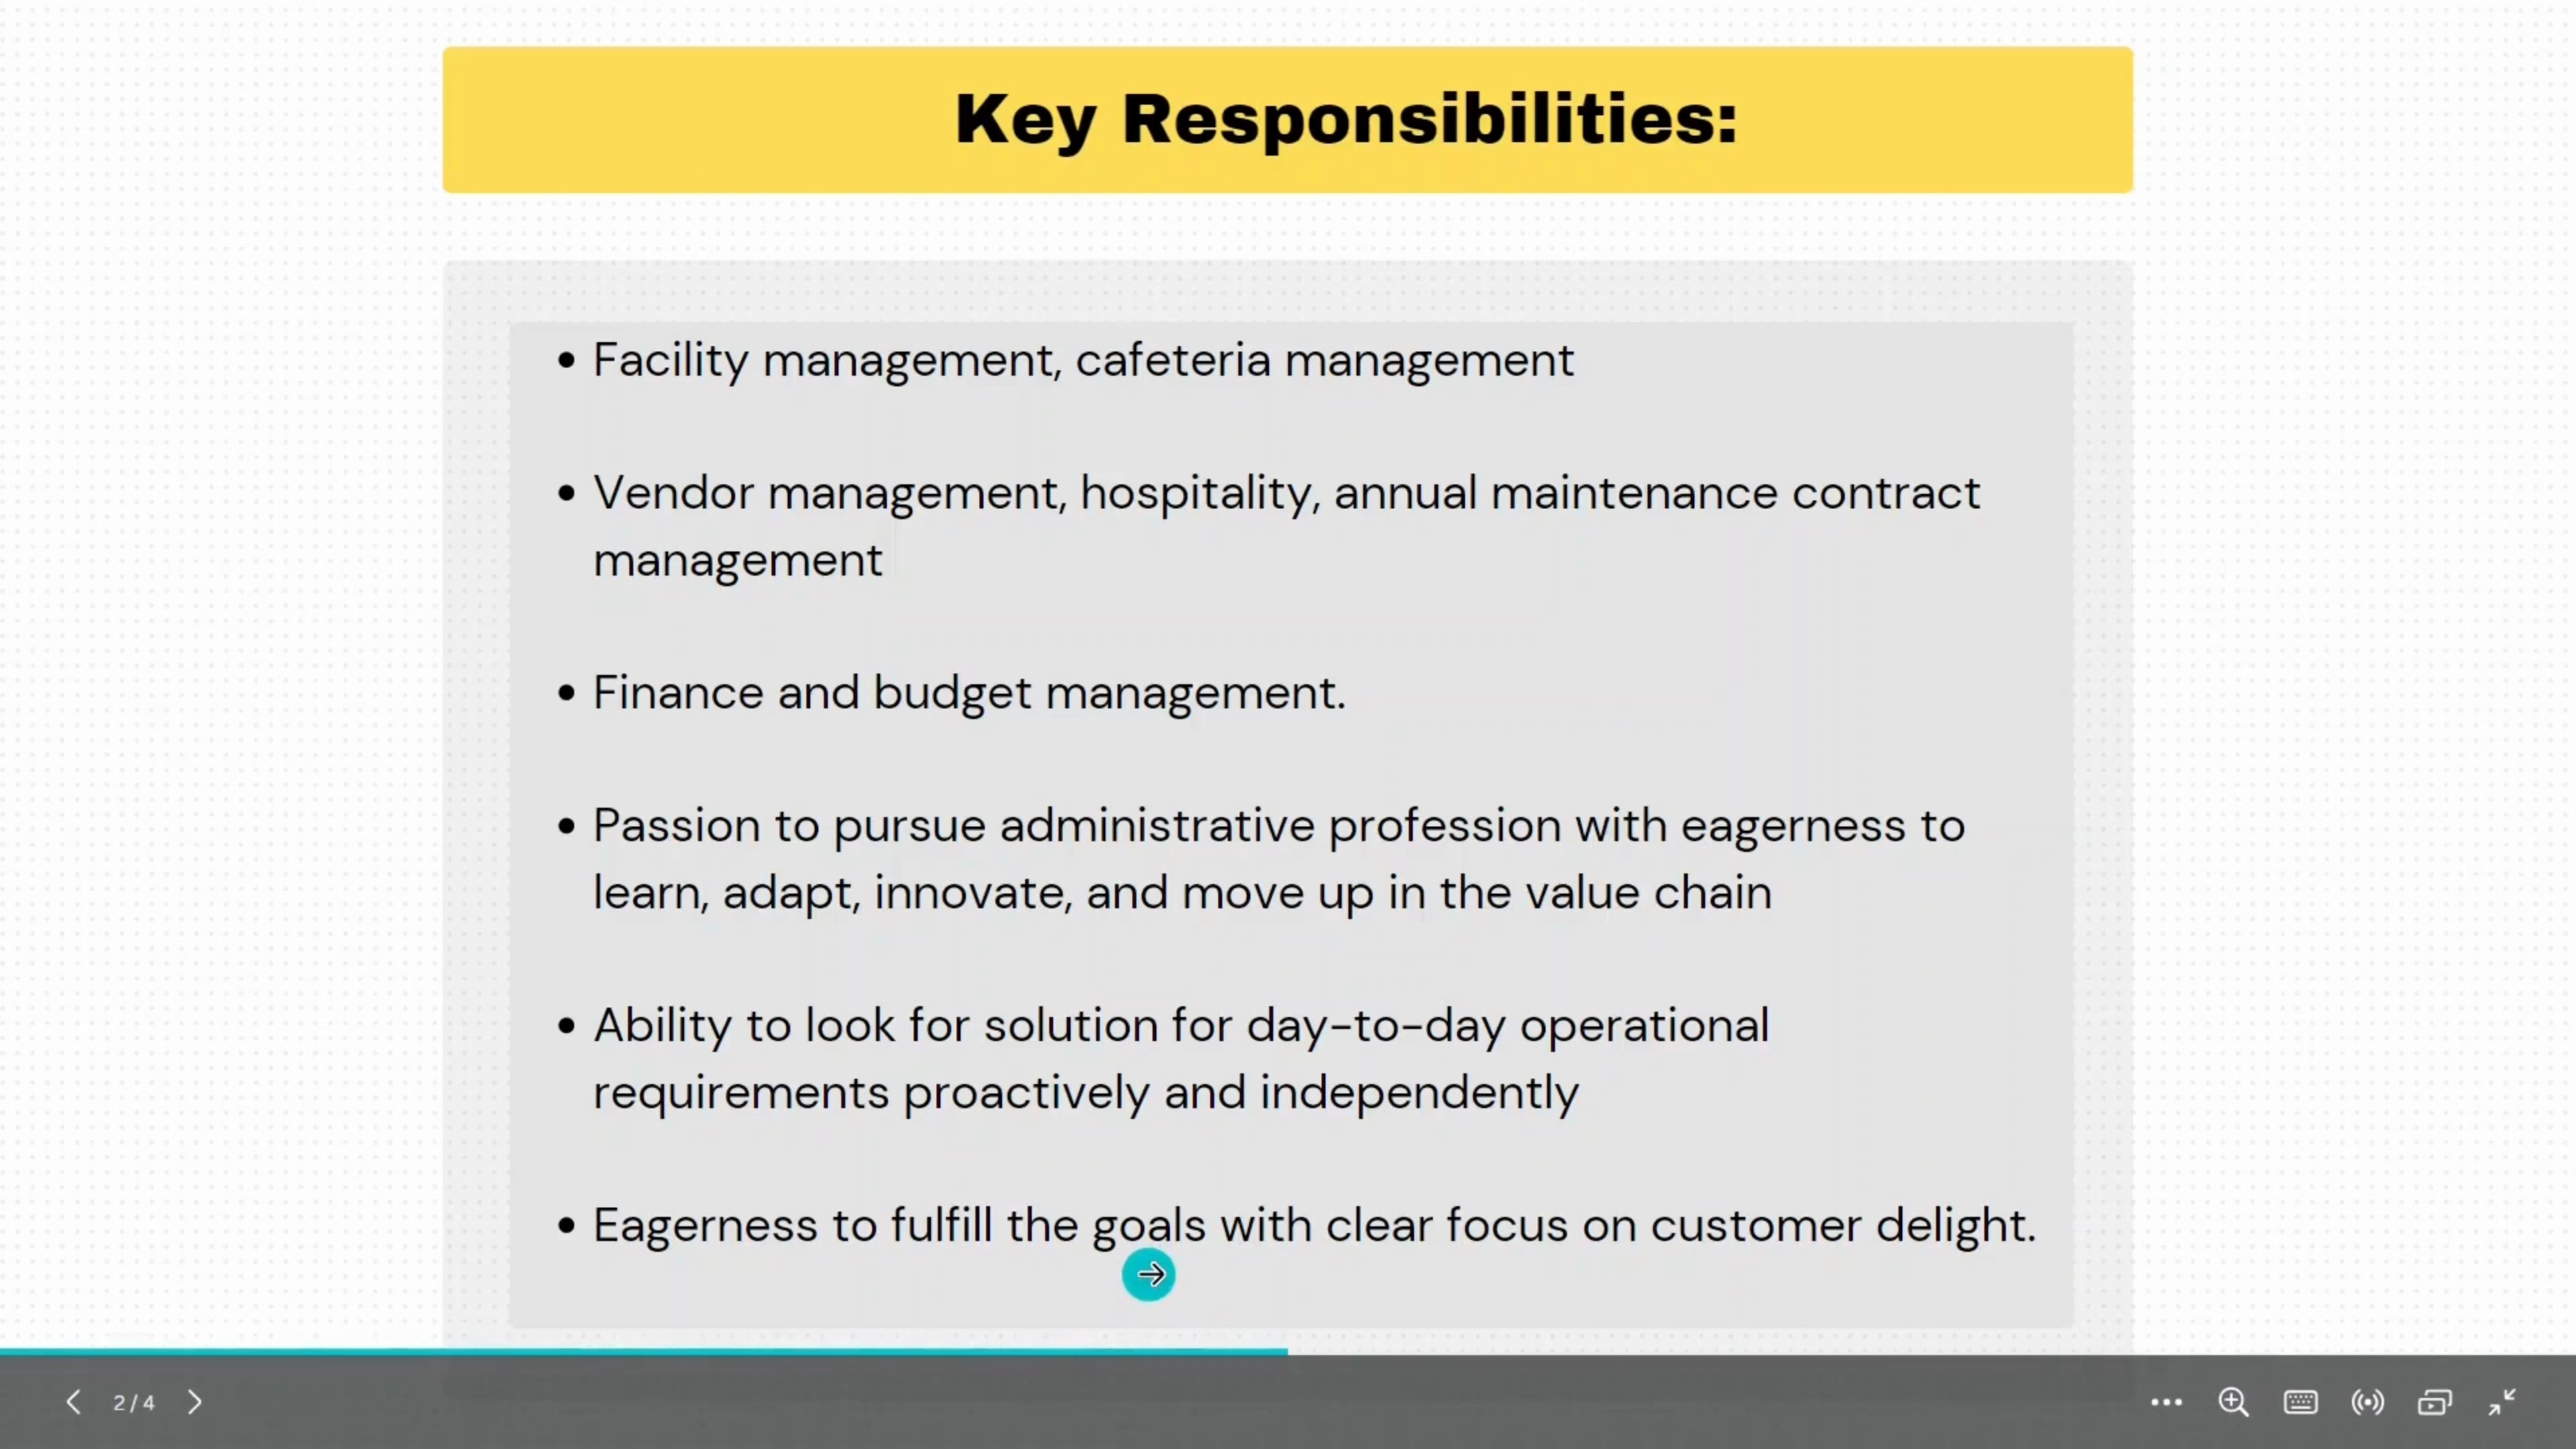 Key Responsibilities:
• Facility management, cafeteria management
• Vendor management, hospitality, annual maintenance contract
management
• Finance and budget management.
• Passion to pursue administrative profession with eagerness to
learn, adapt, innovate, and move up in the value chain
• Ability to look for solution for day-to-day operational
requirements proactively and independently
• Eagerness to fulfill the goals with clear focus on customer delight.
2 / 4